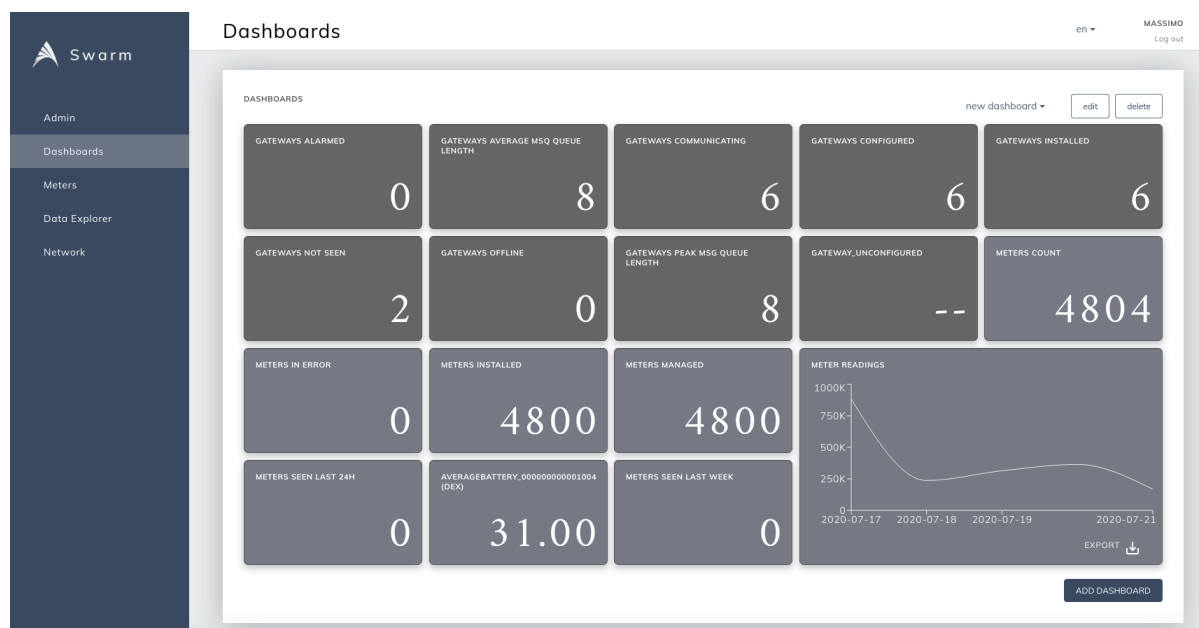 Swarm
Dashboards
en
MASSIMO
Log out
Admin
Dashboards
Meters
Data Explorer
Network
DASHBOARDS
new dashboard
edit
delete
GATEWAYS ALARMED
0
GATEWAYS AVERAGE MSQ QUEUE
LENGTH
8
GATEWAYS COMMUNICATING
6
GATEWAYS CONFIGURED
6
GATEWAYS INSTALLED
6
GATEWAYS NOT SEEN
2
GATEWAYS OFFLINE
0
GATEWAYS PEAK MSG QUEUE
LENGTH
8
GATEWAY_UNCONFIGURED
--
METERS COUNT
4804
METERS IN ERROR
0
METERS INSTALLED
4800
METERS MANAGED
4800
METER READINGS
1000K
750K
500K
250K
0
2020-07-17 2020-07-18 2020-07-19 2020-07-21
EXPORT
METERS SEEN LAST 24H
0
AVERAGEBATTERY_000000000001004
(DEX)
31.00
METERS SEEN LAST WEEK
0
ADD DASHBOARD